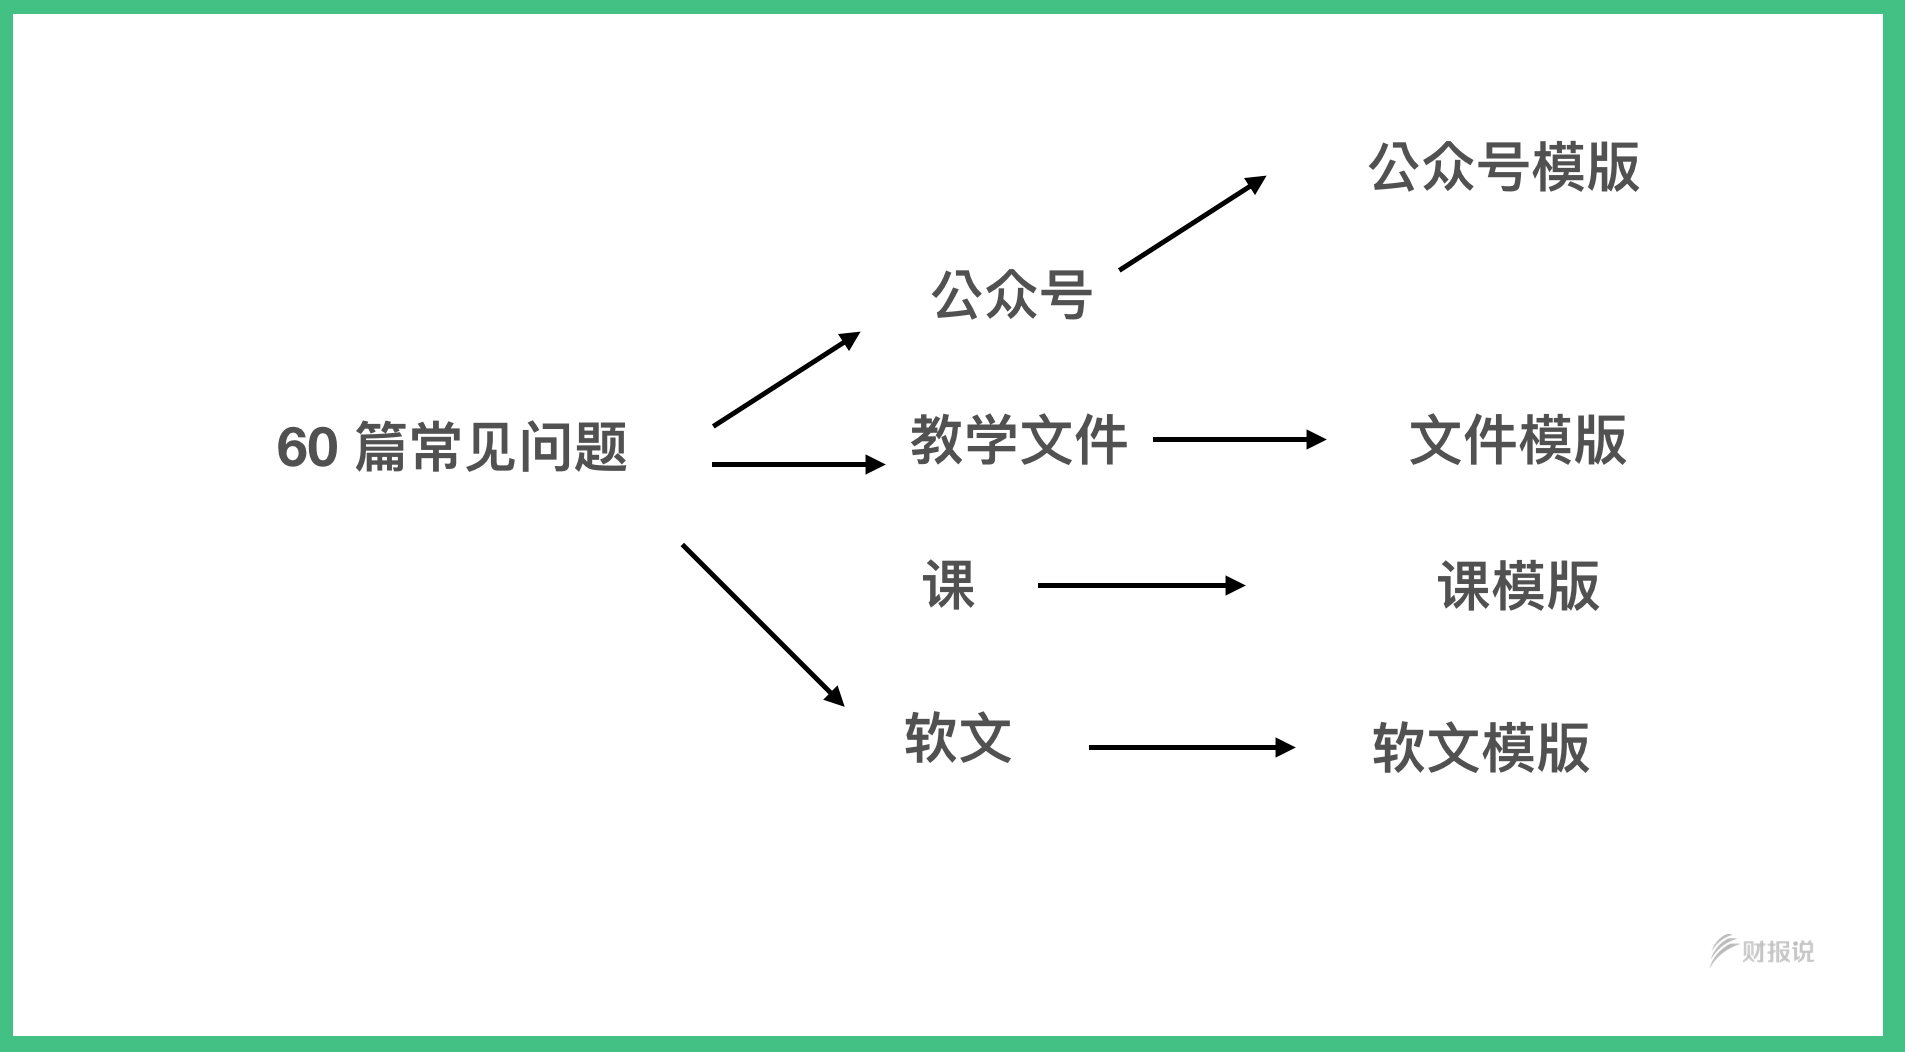 公众号模版
公众号
60 篇常见问题
教学文件
文件模版
课
课模版
软文
软文模版
财报说